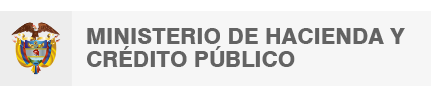 MINISTERIO DE HACIENDA Y
CRÉDITO PÚBLICO